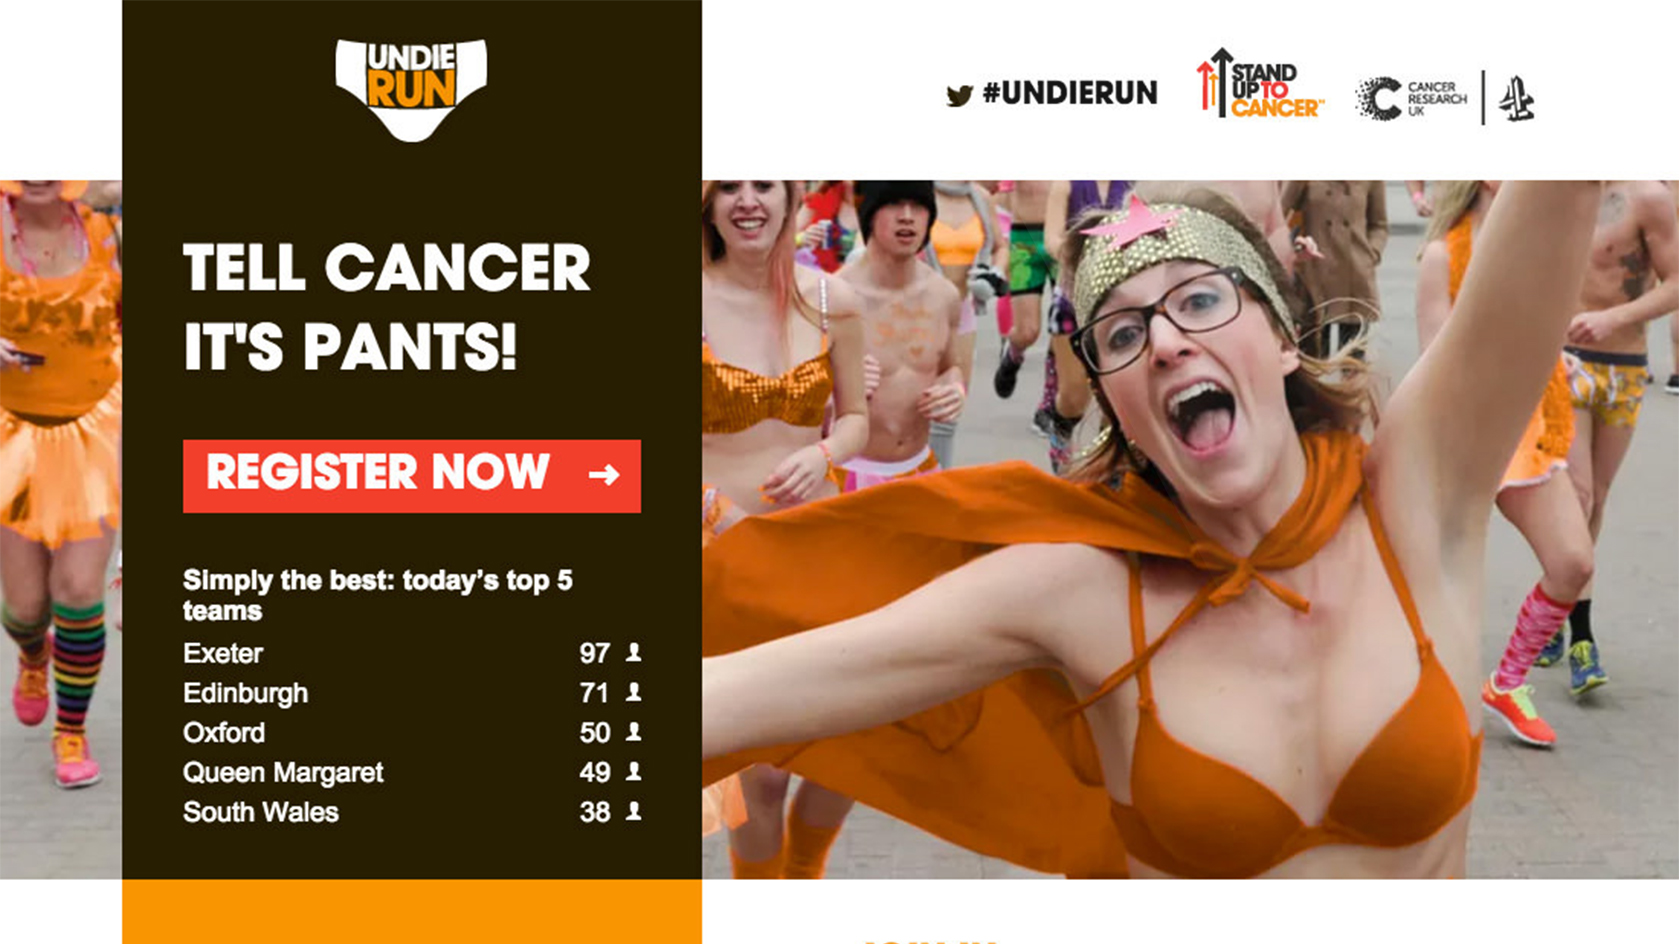 UNDIE
RUN
#UNDIERUN
STAND
UP TO
CANCER
CANCER
RESEARCH
UK
TELL CANCER
IT'S PANTS!
REGISTER NOW →
Simply the best: today’s top 5
teams
Exeter 97
Edinburgh 71
Oxford 50
Queen Margaret 49
South Wales 38